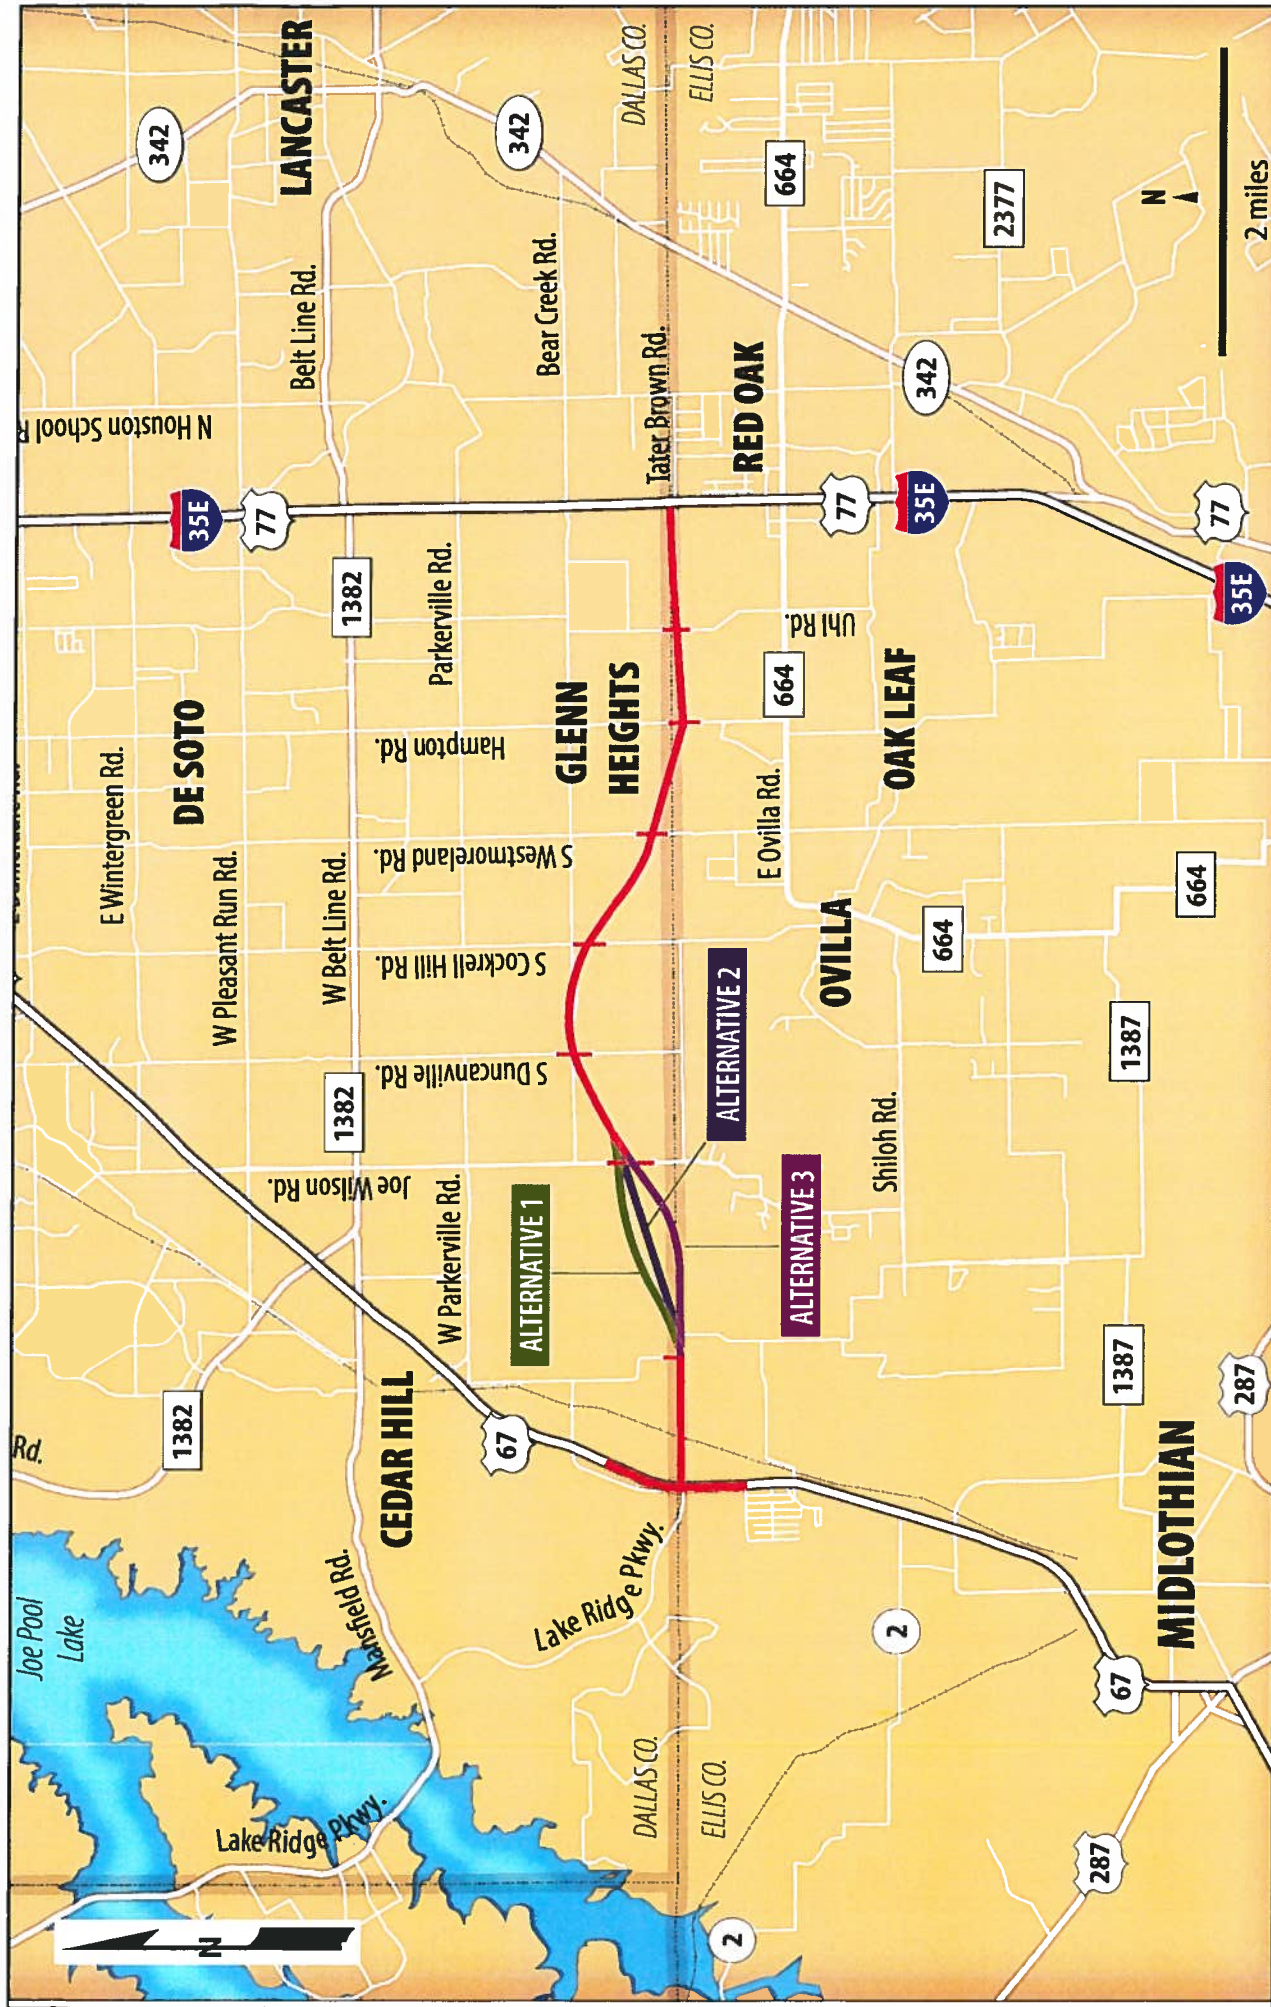 Joe Pool
Lake
Rd.
1382
E Wintergreen Rd.
DE SOTO
W Pleasant Run Rd.
35E
77
N Houston School R
342
LANCASTER
Lake Ridge Pkwy.
Mansfield Rd.
CEDAR HILL
Joe Wilson Rd.
1382
W Belt Line Rd.
1382
Belt Line Rd.
W Parkerville Rd.
S Duncanville Rd.
S Cockrell Hill Rd.
S Westmoreland Rd.
Hampton Rd.
Parkerville Rd.
67
ALTERNATIVE 1
GLENN
HEIGHTS
Bear Creek Rd.
342
Lake Ridge Pkwy.
DALLAS CO.
ELLIS CO.
Tater Brown Rd.
DALLAS CO.
ELLIS CO.
ALTERNATIVE 2
ALTERNATIVE 3
E Ovilla Rd.
664
Uhl Rd.
RED OAK
664
2
2
OVILLA
OAK LEAF
77
35E
342
Shiloh Rd.
664
2377
287
67
MIDLOTHIAN
1387
1387
664
287
35E
77
N
2 miles
N